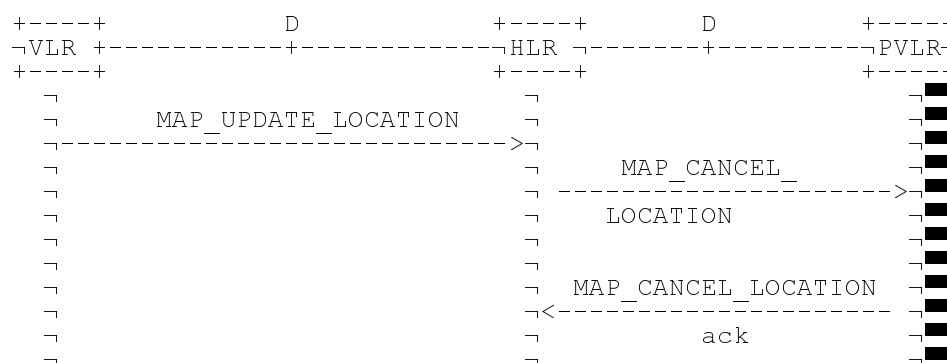 D D
VLR HLR PVLR
MAP_UPDATE_LOCATION
MAP_CANCEL_
LOCATION
MAP_CANCEL_LOCATION
ack